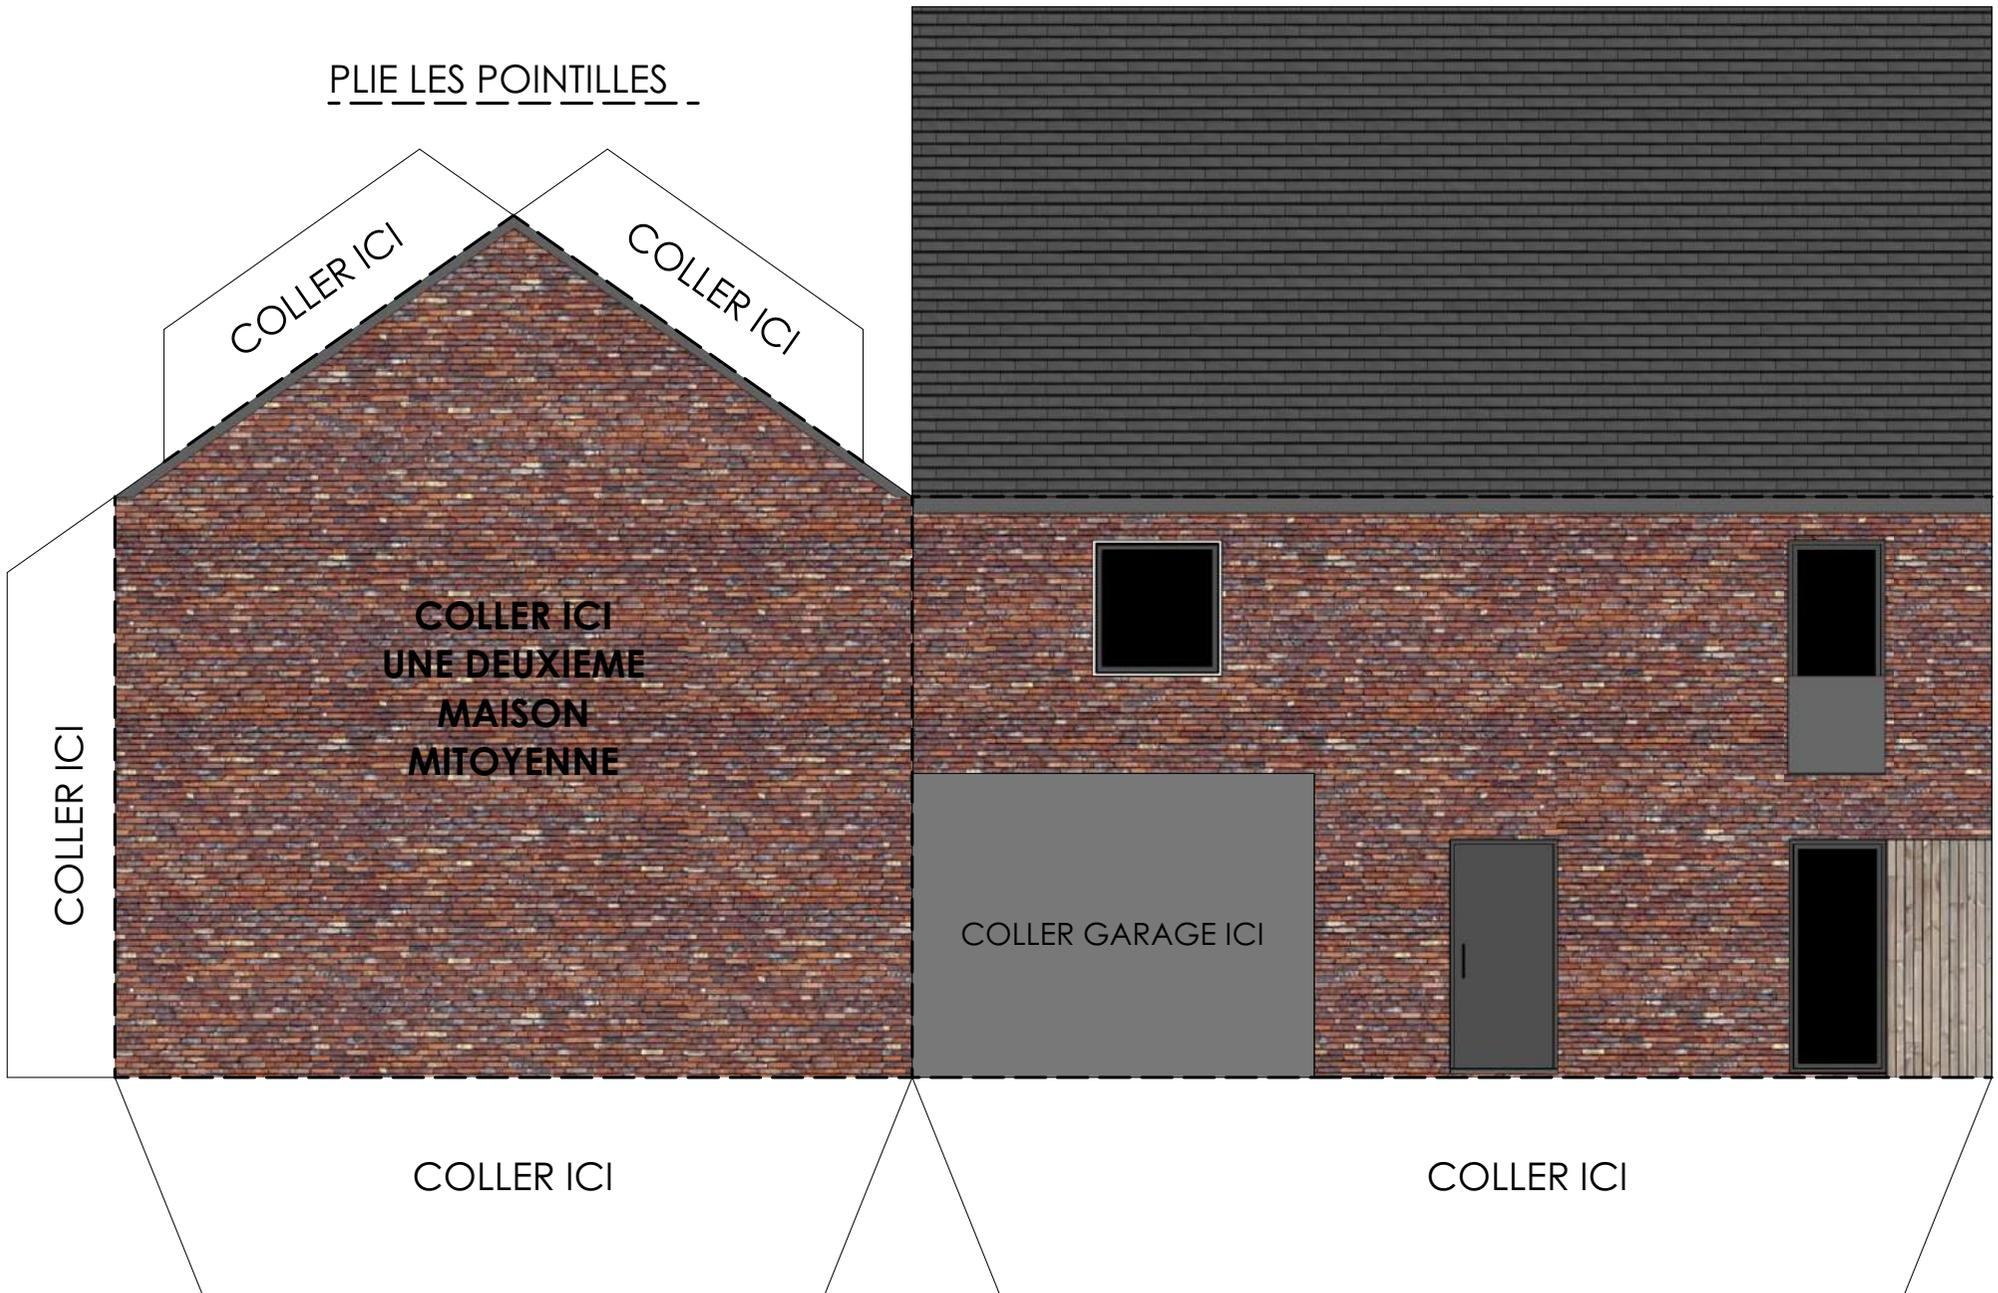 PLIE LES POINTILLES
COLLER ICI
COLLER ICI
COLLER ICI
UNE DEUXIEME
MAISON
MITOYENNE
COLLER ICI
COLLER GARAGE ICI
COLLER ICI
COLLER ICI